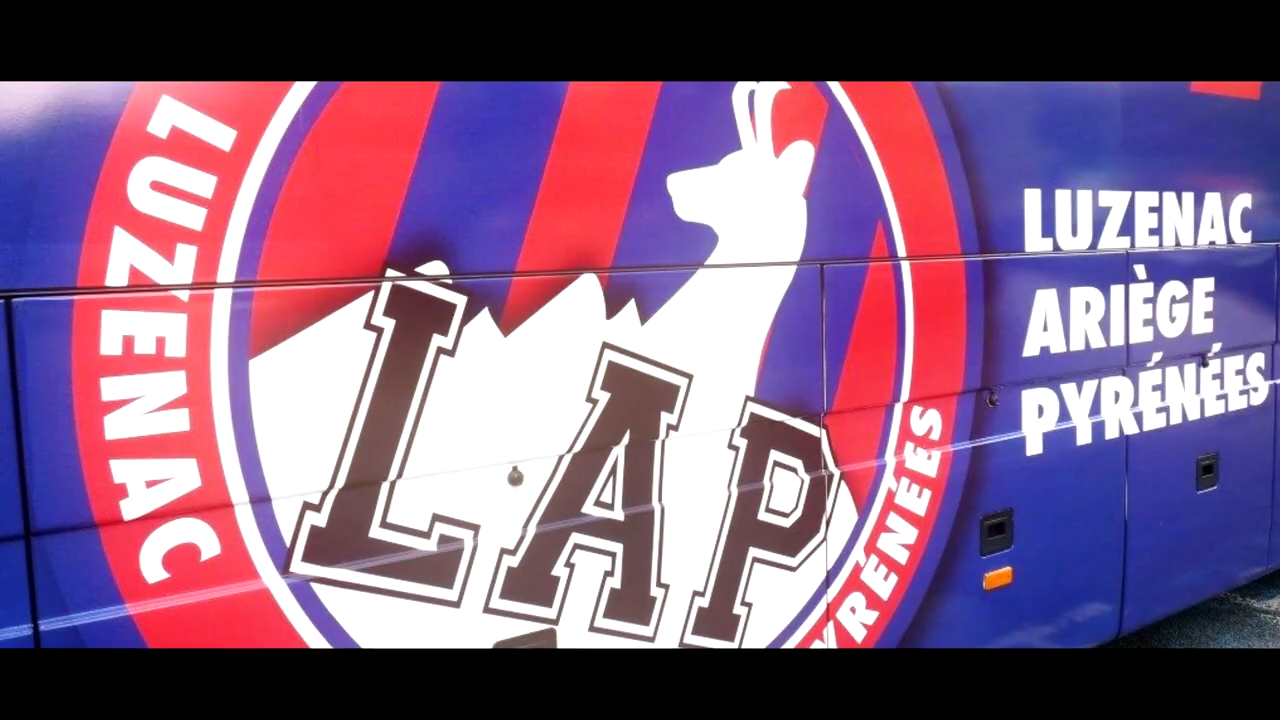 LUZENAC
LAP
PYRÉNÉES
LUZENAC
ARIÈGE
PYRÉNÉES